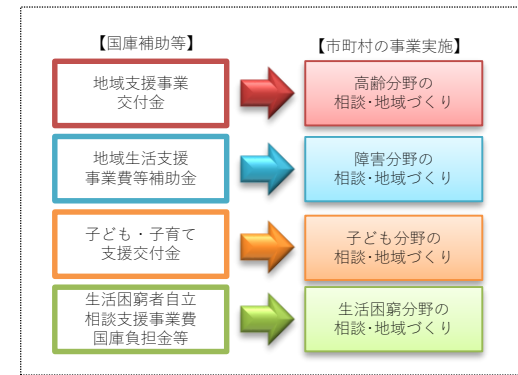 【国庫補助等】
【市町村の事業実施】
地域支援事業
交付金
高齢分野の
相談・地域づくり
地域生活支援
事業費等補助金
障害分野の
相談・地域づくり
子ども・子育て
支援交付金
子ども分野の
相談・地域づくり
生活困窮者自立
相談支援事業費
国庫負担金等
生活困窮分野の
相談・地域づくり